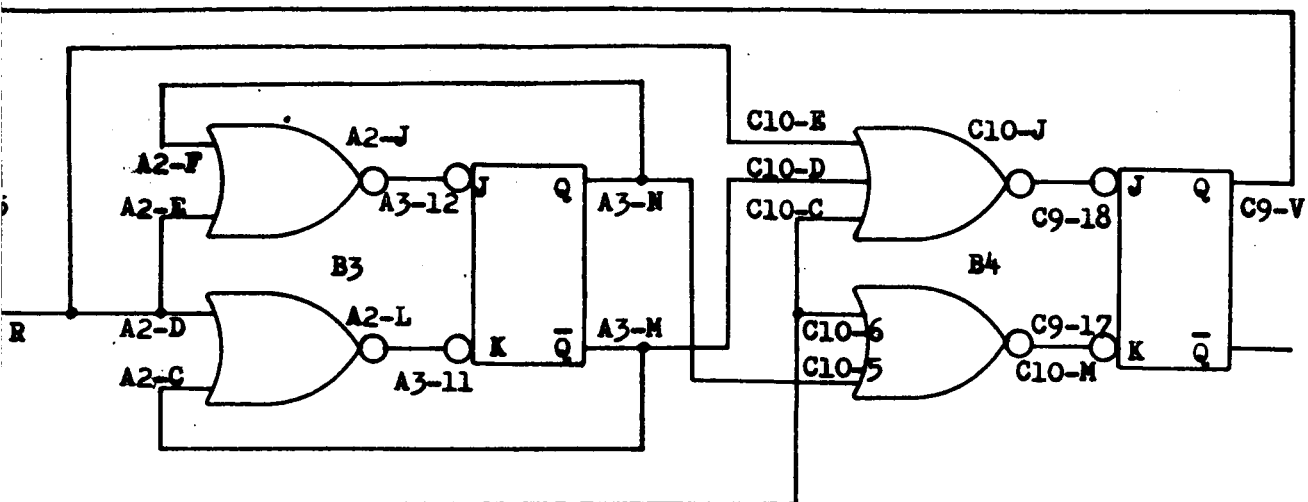 C10-E
C10-J
A2-J
A2-F
C10-D
J
Q
J
Q
A2-E
A3-12
A3-N
C10-C
C9-18
C9-V
B3
B4
R
A2-D
A2-L
A3-M
C10-6
C9-17
K
Q̅
K
Q̅
A2-C
A3-11
C10-5
C10-M